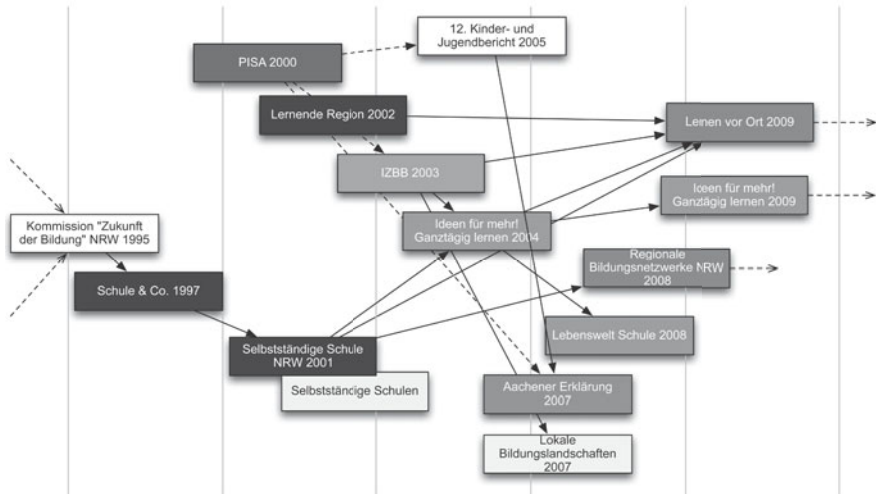 12. Kinder- und
Jugendbericht 2005
PISA 2000
Lernende Region 2002
Lernen vor Ort 2009
IZBB 2003
Ideen für mehr!
Ganztägig lernen 2009
Kommission "Zukunft
der Bildung" NRW 1995
Ideen für mehr!
Ganztägig lernen 2004
Regionale
Bildungsnetzwerke NRW
2008
Schule & Co. 1997
Lebenswelt Schule 2008
Selbstständige Schule
NRW 2001
Selbstständige Schulen
Aachener Erklärung
2007
Lokale
Bildungslandschaften
2007